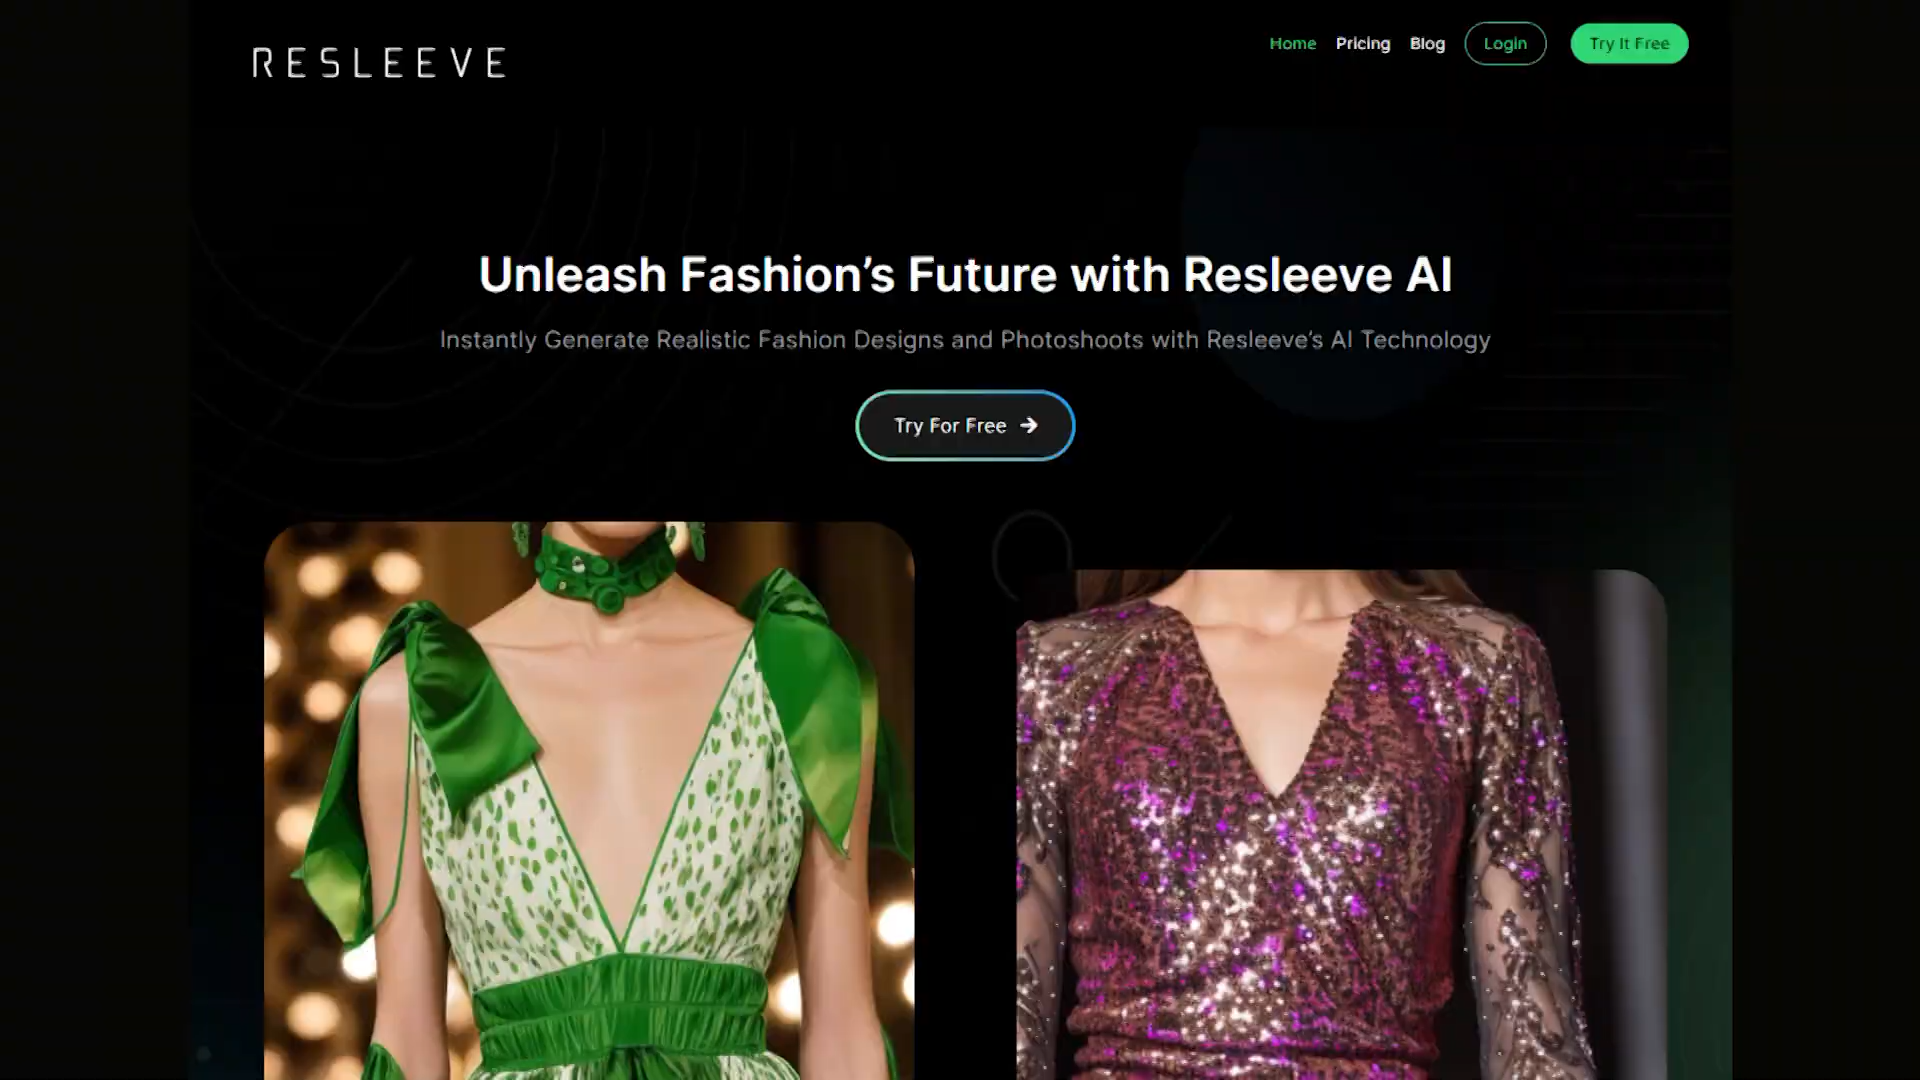 RESLEEVE
Home Pricing Blog Login Try It Free
Unleash Fashion’s Future with Resleeve AI
Instantly Generate Realistic Fashion Designs and Photoshoots with Resleeve’s AI Technology
Try For Free